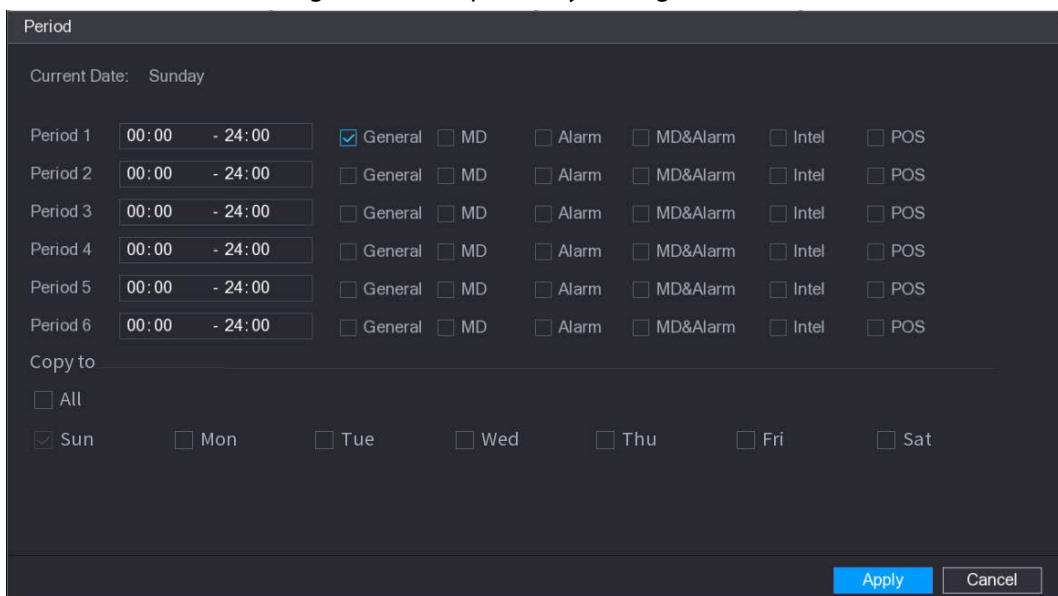 Period
Current Date: Sunday
Period 1 00:00 - 24:00 General MD Alarm MD&Alarm Intel POS
Period 2 00:00 - 24:00 General MD Alarm MD&Alarm Intel POS
Period 3 00:00 - 24:00 General MD Alarm MD&Alarm Intel POS
Period 4 00:00 - 24:00 General MD Alarm MD&Alarm Intel POS
Period 5 00:00 - 24:00 General MD Alarm MD&Alarm Intel POS
Period 6 00:00 - 24:00 General MD Alarm MD&Alarm Intel POS
Copy to
All
Sun Mon Tue Wed Thu Fri Sat
Apply Cancel